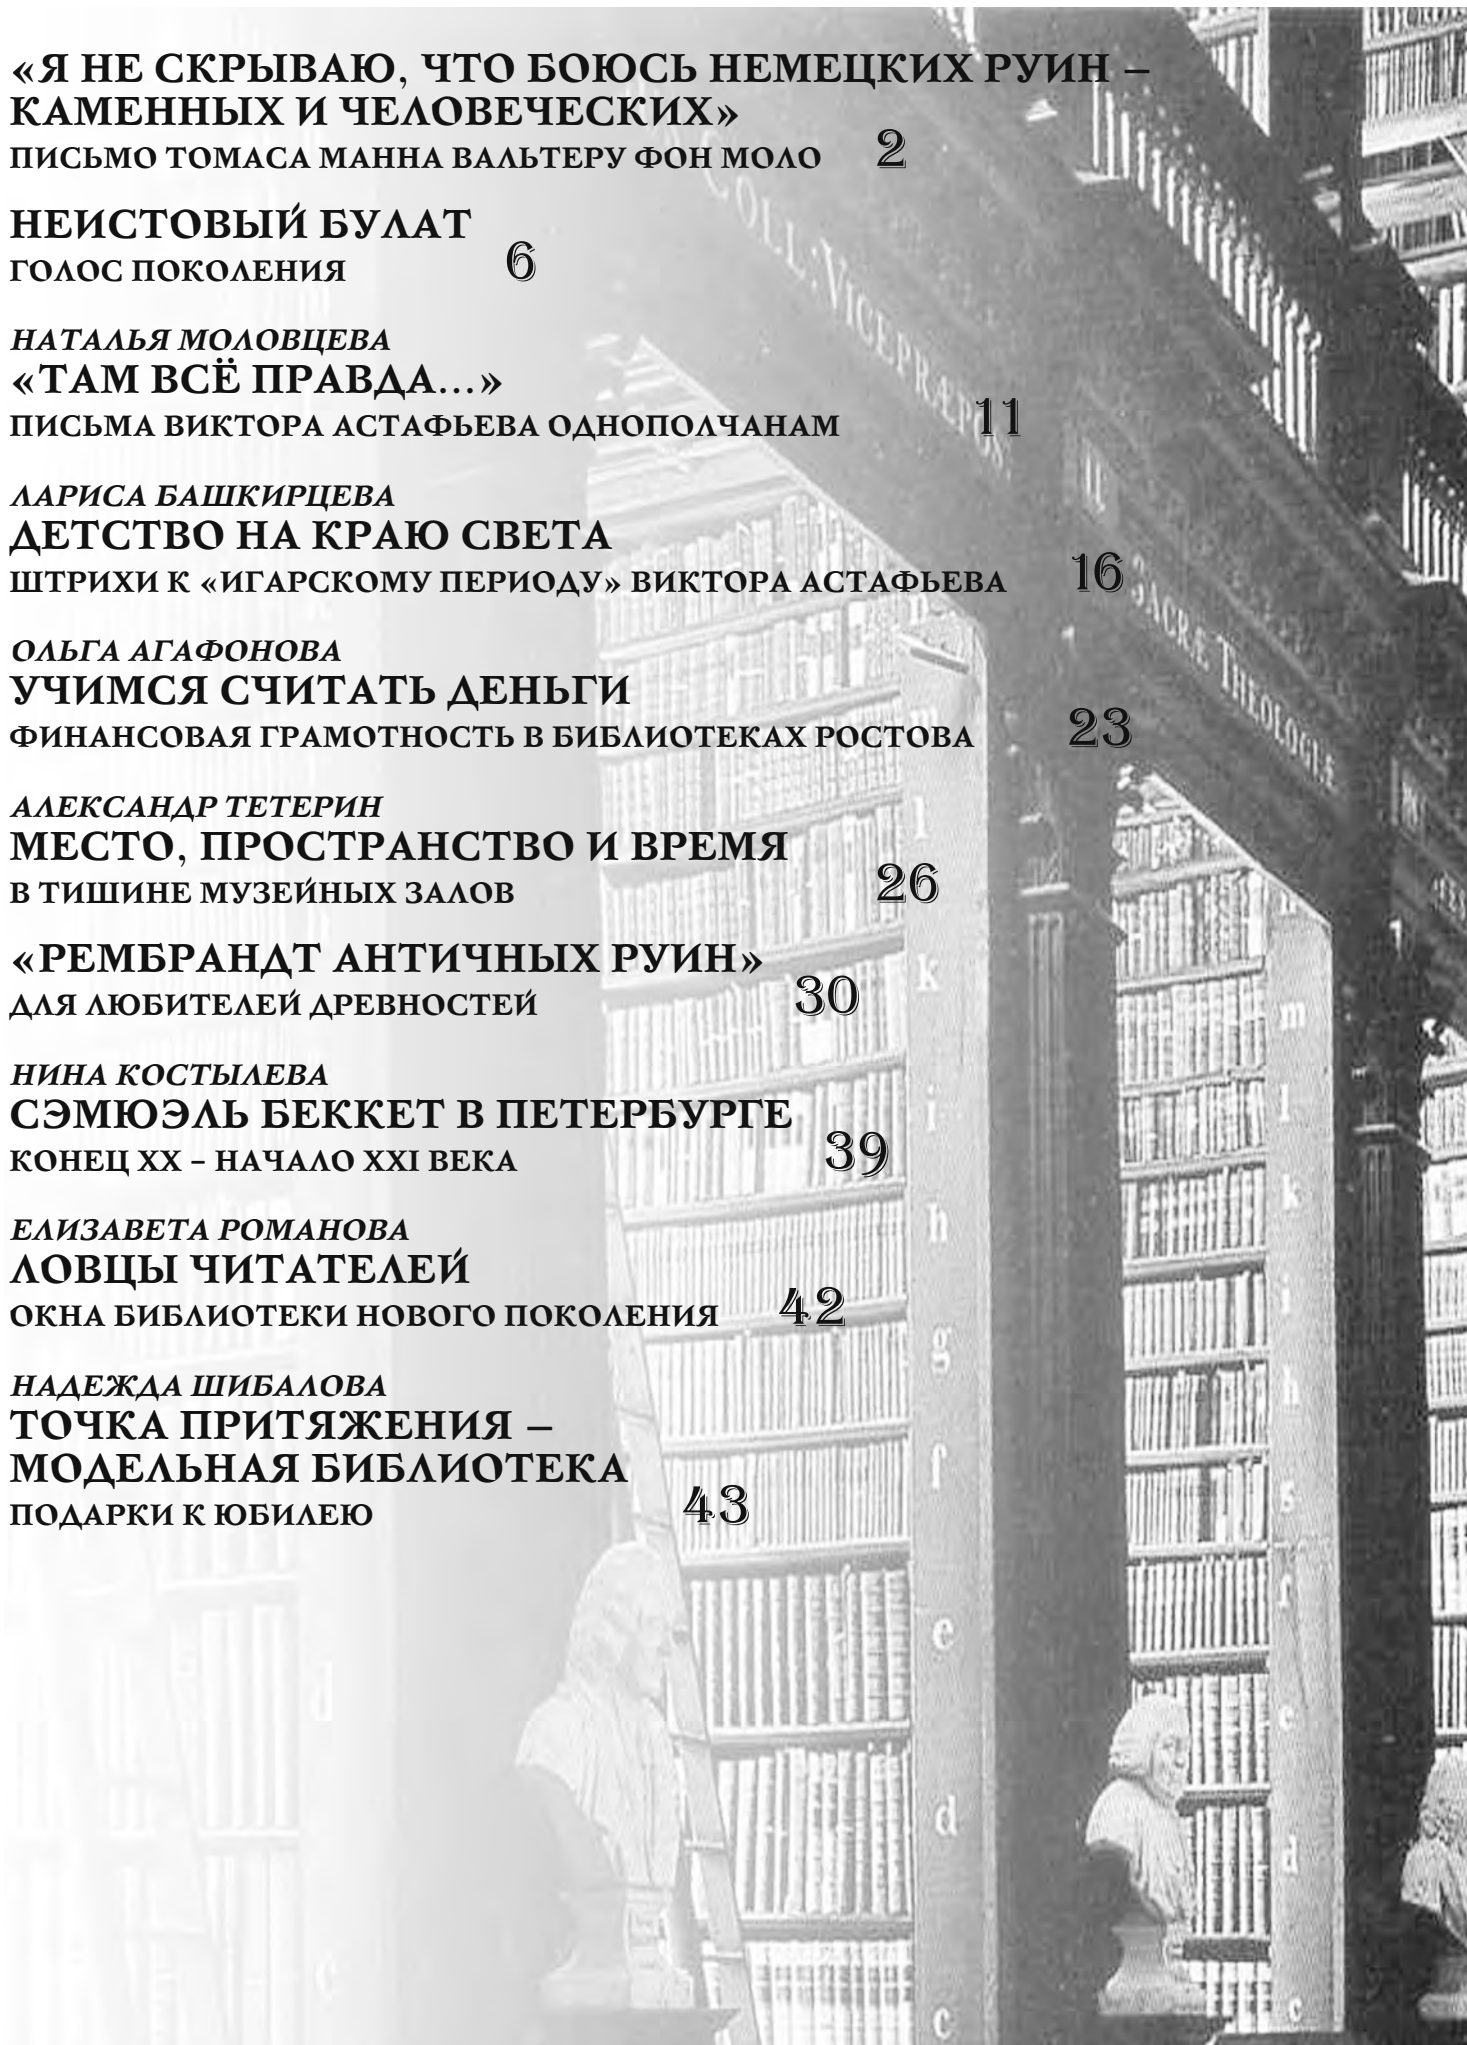 «Я НЕ СКРЫВАЮ, ЧТО БОЮСЬ НЕМЕЦКИХ РУИН –
КАМЕННЫХ И ЧЕЛОВЕЧЕСКИХ»
ПИСЬМО ТОМАСА МАННА ВАЛЬТЕРУ ФОН МОЛО 2
НЕИСТОВЫЙ БУЛАТ
ГОЛОС ПОКОЛЕНИЯ 6
НАТАЛЬЯ МОЛОВЦЕВА
«ТАМ ВСЁ ПРАВДА...»
ПИСЬМА ВИКТОРА АСТАФЬЕВА ОДНОПОЛЧАНАМ 11
ЛАРИСА БАШКИРЦЕВА
ДЕТСТВО НА КРАЮ СВЕТА
ШТРИХИ К «ИГАРСКОМУ ПЕРИОДУ» ВИКТОРА АСТАФЬЕВА 16
ОЛЬГА АГАФОНОВА
УЧИМСЯ СЧИТАТЬ ДЕНЬГИ
ФИНАНСОВАЯ ГРАМОТНОСТЬ В БИБЛИОТЕКАХ РОСТОВА 23
АЛЕКСАНДР ТЕТЕРИН
МЕСТО, ПРОСТРАНСТВО И ВРЕМЯ
В ТИШИНЕ МУЗЕЙНЫХ ЗАЛОВ 26
«РЕМБРАНДТ АНТИЧНЫХ РУИН»
ДЛЯ ЛЮБИТЕЛЕЙ ДРЕВНОСТЕЙ 30
НИНА КОСТЫЛЕВА
СЭМЮЭЛЬ БЕККЕТ В ПЕТЕРБУРГЕ
КОНЕЦ XX – НАЧАЛО XXI ВЕКА 39
ЕЛИЗАВЕТА РОМАНОВА
ЛОВЦЫ ЧИТАТЕЛЕЙ
ОКНА БИБЛИОТЕКИ НОВОГО ПОКОЛЕНИЯ 42
НАДЕЖДА ШИБАЛОВА
ТОЧКА ПРИТЯЖЕНИЯ –
МОДЕЛЬНАЯ БИБЛИОТЕКА
ПОДАРКИ К ЮБИЛЕЮ 43
COLL. VICEPRÆP
SACRÆ THEOLOGIÆ
l
k
i
h
g
f
e
d
c
m
l
k
i
h
s
f
e
d
c
d
c